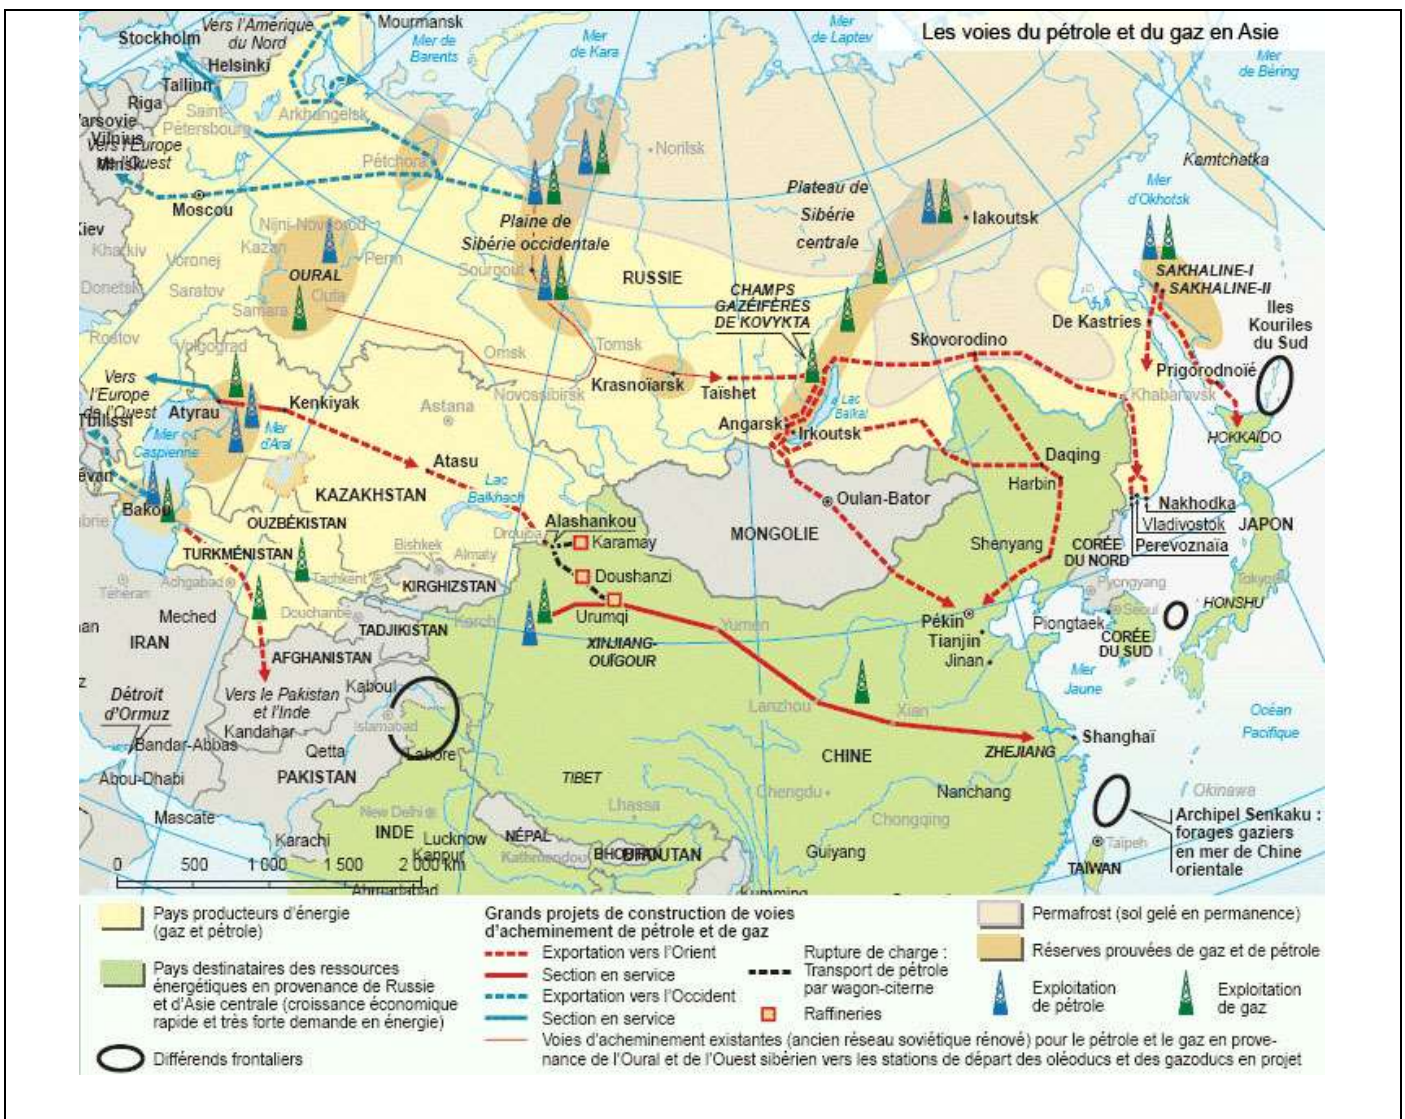 Les voies du pétrole et du gaz en Asie
Vers l'Amérique
du Nord
Mourmansk
Mer de
Barents
Mer
de Kara
Mer
de Laptev
Mer
de Béring
Stockholm
Helsinki
Tallinn
Riga
Saint-
Pétersbourg
Arkhangelsk
Vilnius
Vers l'Europe
de l'Ouest
Minsk
Pétchora
Norilsk
Kamtchatka
Moscou
Plaine de
Sibérie occidentale
Plateau de
Sibérie
centrale
Iakoutsk
Mer
d'Okhotsk
Kiev
Kharkiv
Voronej
Nijni-Novgorod
Kazan
Perm
OURAL
Oufa
Samara
Saratov
Donetsk
Rostov
Volgograd
Sourgout
RUSSIE
CHAMPS
GAZÉIFÈRES
DE KOVYKTA
SAKHALINE-I
SAKHALINE-II
Iles
Kouriles
du Sud
De Kastries
Skovorodino
Prigorodnoïé
Khabarovsk
HOKKAÏDO
Omsk
Tomsk
Novossibirsk
Krasnoïarsk
Taïshet
Angarsk
Irkoutsk
Lac
Baïkal
Vers
l'Europe
de l'Ouest
Tbilissi
Atyrau
Kenkiyak
Astana
Mer
Caspienne
Mer
d'Aral
Atasu
Lac
Balkhach
KAZAKHSTAN
Bakou
OUZBÉKISTAN
TURKMÉNISTAN
Achgabad
Tachkent
Bichkek
Almaty
Droujba
Alashankou
Karamay
Doushanzi
Urumqi
KIRGHIZSTAN
MONGOLIE
Oulan-Bator
Daqing
Harbin
Shenyang
CORÉE
DU NORD
Nakhodka
Vladivostok
Perevoznaïa
JAPON
Téhéran
Meched
Douchanbé
TADJIKISTAN
XINJIANG-
OUÏGOUR
Yumen
Pékin
Tianjin
Jinan
Pyongyang
Séoul
Piongtaek
CORÉE
DU SUD
Tokyo
HONSHU
IRAN
AFGHANISTAN
Kaboul
Vers le Pakistan
et l'Inde
Kandahar
Islamabad
Lahore
Détroit
d'Ormuz
Bandar-Abbas
Qetta
PAKISTAN
Abou-Dhabi
Mascate
Karachi
New Delhi
INDE
Lucknow
Kanpur
NÉPAL
Kathmandou
BHOUTAN
TIBET
Lhassa
Lanzhou
Xian
CHINE
Chengdu
Chongqing
Guiyang
Nanchang
ZHEJIANG
Shanghaï
Mer
Jaune
Océan
Pacifique
Okinawa
Archipel Senkaku :
forages gaziers
en mer de Chine
orientale
Taïpeh
TAÏWAN
0 500 1 000 1 500 2 000 km
Pays producteurs d'énergie
(gaz et pétrole)
Pays destinataires des ressources
énergétiques en provenance de Russie
et d'Asie centrale (croissance économique
rapide et très forte demande en énergie)
Différends frontaliers
Grands projets de construction de voies
d'acheminement de pétrole et de gaz
Exportation vers l'Orient
Section en service
Exportation vers l'Occident
Section en service
Rupture de charge :
Transport de pétrole
par wagon-citerne
Raffineries
Voies d'acheminement existantes (ancien réseau soviétique rénové) pour le pétrole et le gaz en prove-
nance de l'Oural et de l'Ouest sibérien vers les stations de départ des oléoducs et des gazoducs en projet
Permafrost (sol gelé en permanence)
Réserves prouvées de gaz et de pétrole
Exploitation
de pétrole
Exploitation
de gaz